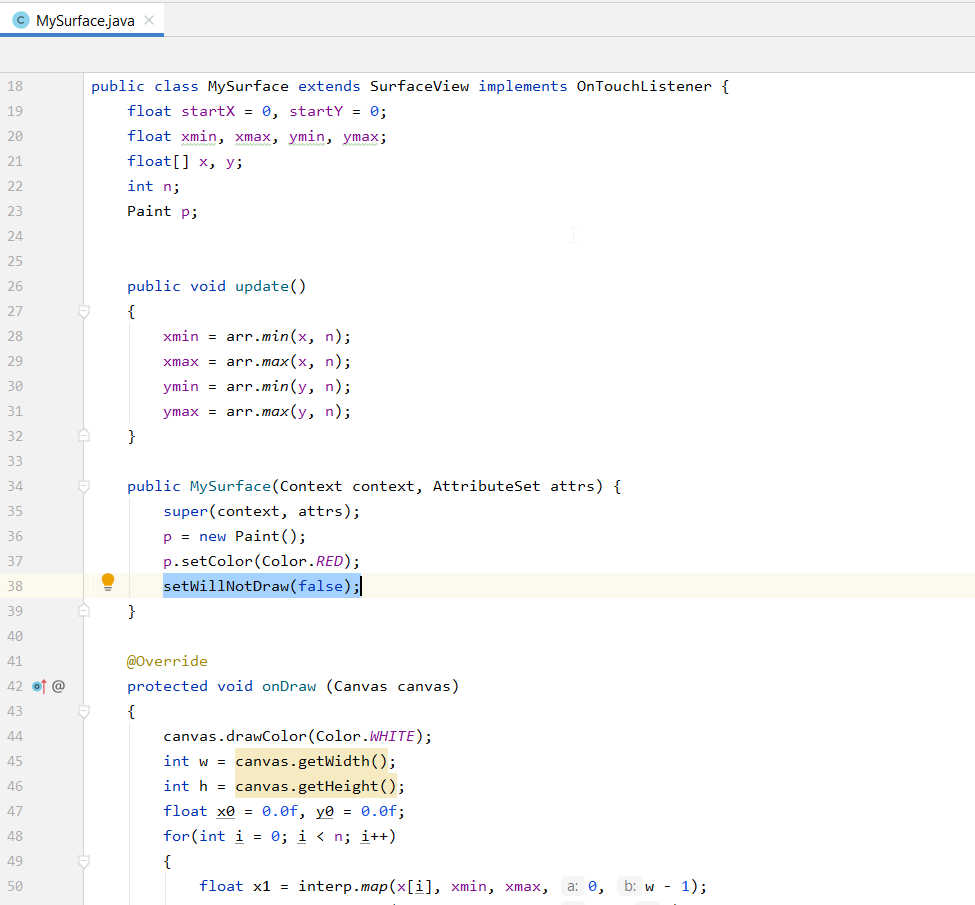 MySurface.java
18 public class MySurface extends SurfaceView implements OnTouchListener {
19 float startX = 0, startY = 0;
20 float xmin, xmax, ymin, ymax;
21 float[] x, y;
22 int n;
23 Paint p;
24
25
26 public void update()
27 {
28 xmin = arr.min(x, n);
29 xmax = arr.max(x, n);
30 ymin = arr.min(y, n);
31 ymax = arr.max(y, n);
32 }
33
34 public MySurface(Context context, AttributeSet attrs) {
35 super(context, attrs);
36 p = new Paint();
37 p.setColor(Color.RED);
38 setWillNotDraw(false);
39 }
40
41 @Override
42 @ protected void onDraw (Canvas canvas)
43 {
44 canvas.drawColor(Color.WHITE);
45 int w = canvas.getWidth();
46 int h = canvas.getHeight();
47 float x0 = 0.0f, y0 = 0.0f;
48 for(int i = 0; i < n; i++)
49 {
50 float x1 = interp.map(x[i], xmin, xmax, a: 0, b: w - 1);